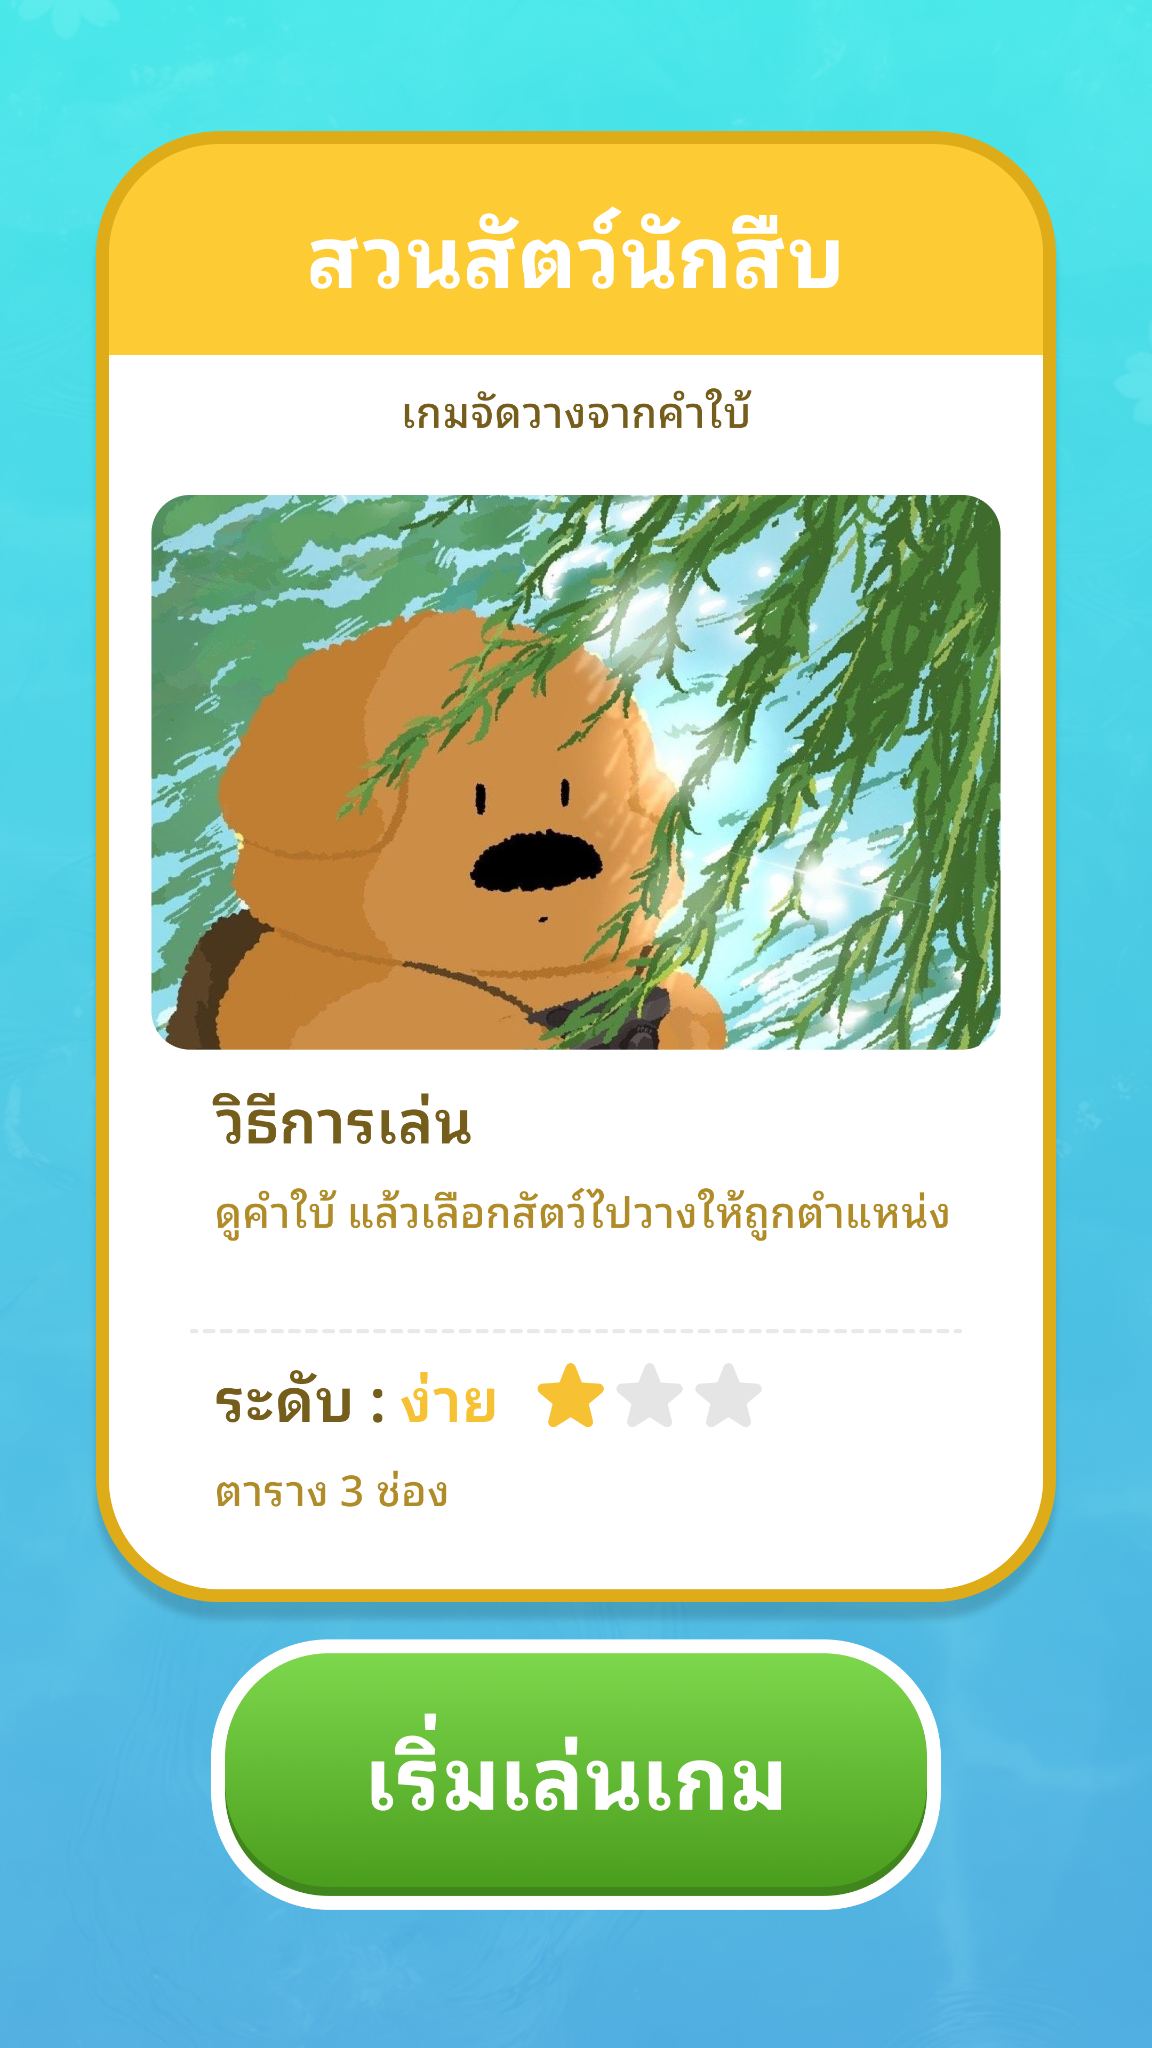 สวนสัตว์นักสืบ
เกมจัดวางจากคำใบ้
วิธีการเล่น
ดูคำใบ้ แล้วเลือกสัตว์ไปวางให้ถูกตำแหน่ง
ระดับ : ง่าย
ตาราง 3 ช่อง
เริ่มเล่นเกม